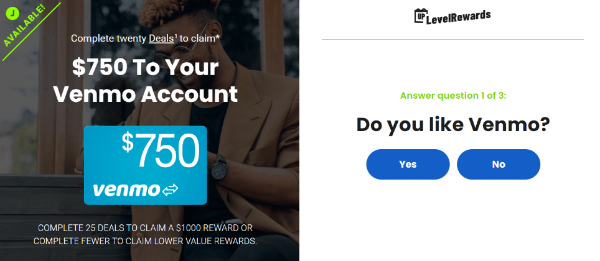 J
AVAILABLE!
Complete twenty Deals¹ to claim*
$750 To Your
Venmo Account
$750
venmo
COMPLETE 25 DEALS TO CLAIM A $1000 REWARD OR
COMPLETE FEWER TO CLAIM LOWER VALUE REWARDS.
UP LevelRewards
Answer question 1 of 3:
Do you like Venmo?
Yes
No